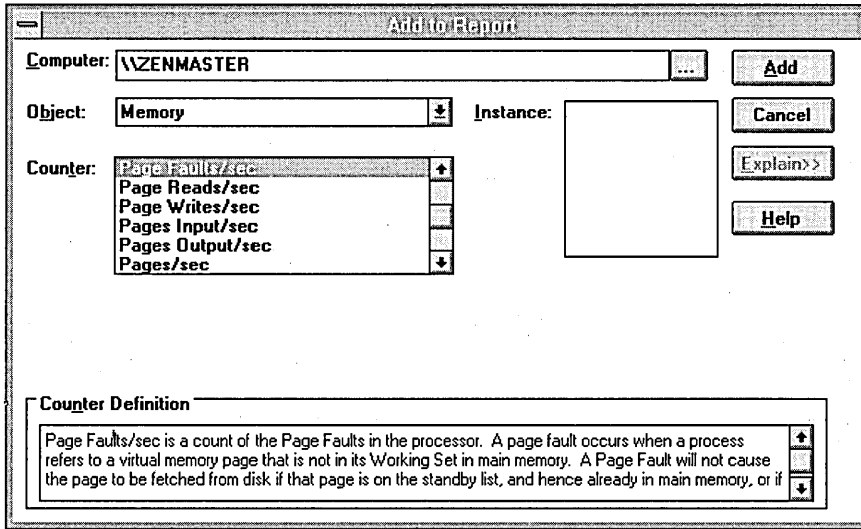 Add to Report
Computer: \\ZENMASTER ... Add
Object: Memory Instance: Cancel
Counter: Page Faults/sec Explain>>
Page Reads/sec
Page Writes/sec
Pages Input/sec Help
Pages Output/sec
Pages/sec
Counter Definition
Page Faults/sec is a count of the Page Faults in the processor. A page fault occurs when a process
refers to a virtual memory page that is not in its Working Set in main memory. A Page Fault will not cause
the page to be fetched from disk if that page is on the standby list, and hence already in main memory, or if